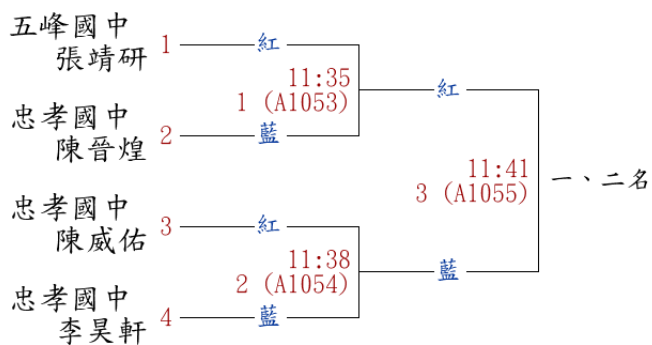 五峰國中
張靖研
1
紅
11:35
1 (A1053)
忠孝國中
陳晉煌
2
藍
紅
11:41
3 (A1055)
一、二名
忠孝國中
陳威佑
3
紅
11:38
2 (A1054)
藍
忠孝國中
李昊軒
4
藍